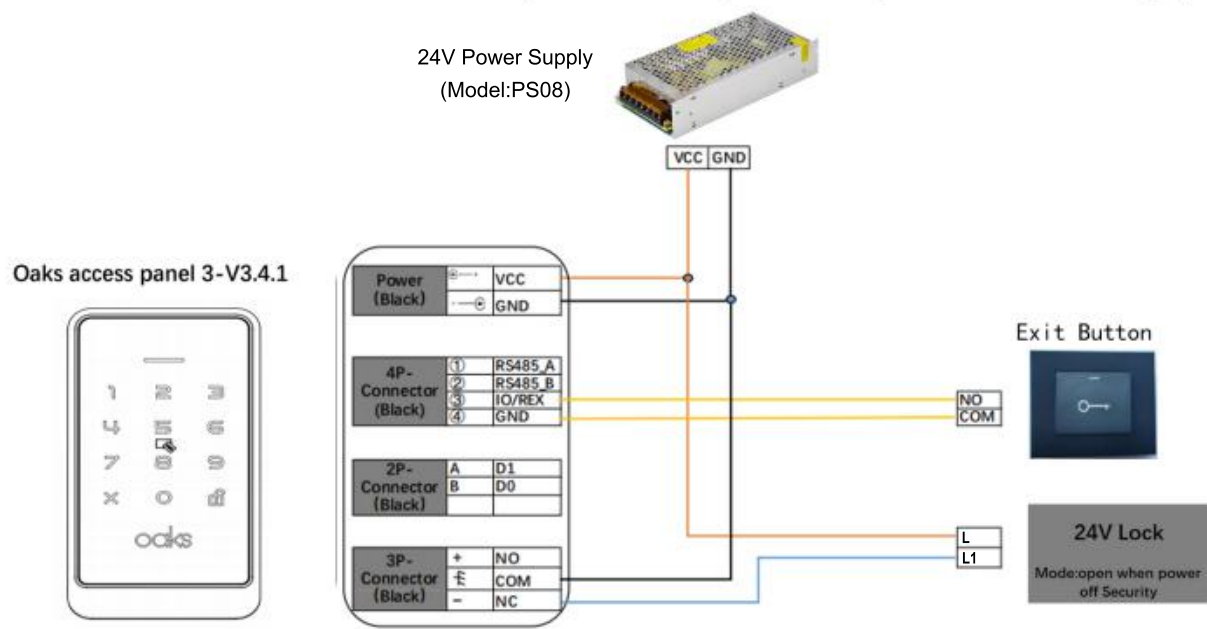 24V Power Supply
(Model:PS08)
VCC GND
Oaks access panel 3-V3.4.1
Power
(Black)
VCC
GND
4P-
Connector
(Black)
① RS485_A
② RS485_B
③ IO/REX
④ GND
2P-
Connector
(Black)
A D1
B D0
3P-
Connector
(Black)
+ NO
COM
- NC
1 2 3
4 5 6
7 8 9
X 0
oaks
Exit Button
NO
COM
L
L1
24V Lock
Mode:open when power
off Security